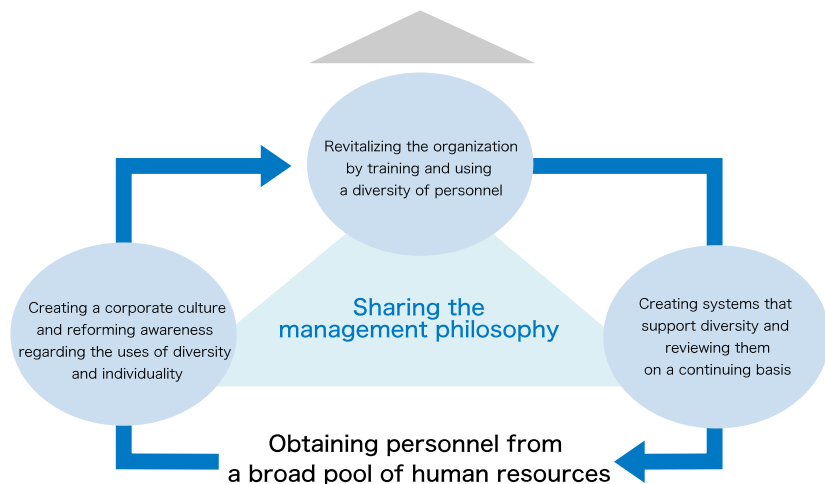 Revitalizing the organization
by training and using
a diversity of personnel
Creating a corporate culture
and reforming awareness
regarding the uses of diversity
and individuality
Sharing the
management philosophy
Creating systems that
support diversity and
reviewing them
on a continuing basis
Obtaining personnel from
a broad pool of human resources